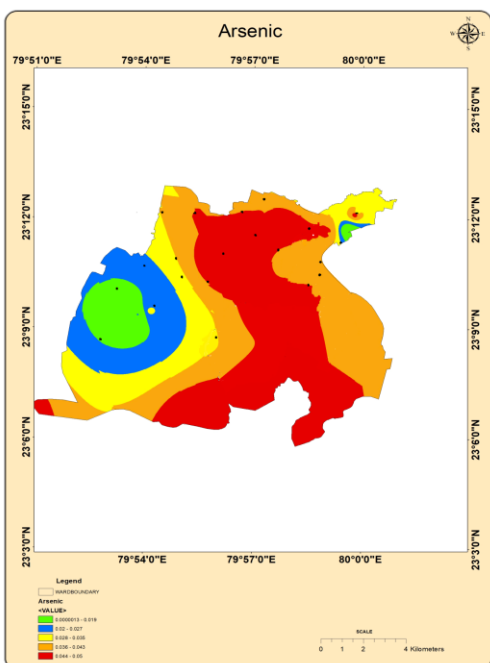 Arsenic
N
W E
S
79°51'0"E 79°54'0"E 79°57'0"E 80°0'0"E
23°15'0"N 23°15'0"N
23°12'0"N 23°12'0"N
23°9'0"N 23°9'0"N
23°6'0"N 23°6'0"N
23°3'0"N 23°3'0"N
79°54'0"E 79°57'0"E 80°0'0"E
Legend
WARDBOUNDARY
Arsenic
<VALUE>
0.0000013 - 0.019
0.02 - 0.027
0.028 - 0.035
0.036 - 0.043
0.044 - 0.05
SCALE
0 1 2 4 Kilometers